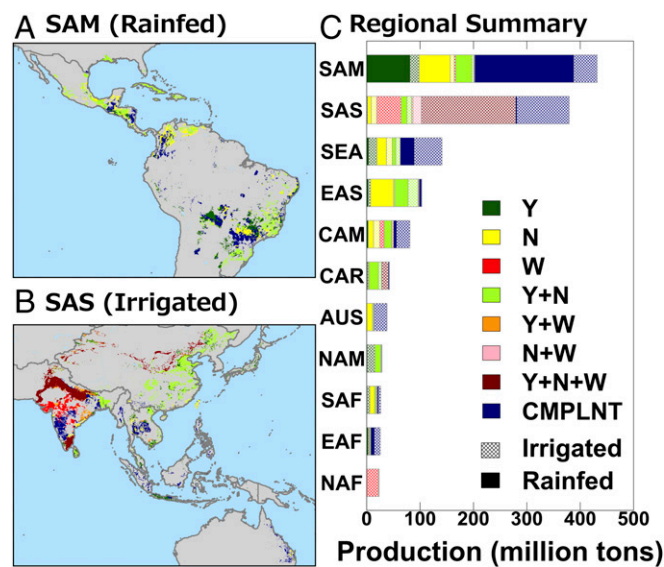 A SAM (Rainfed)
B SAS (Irrigated)
C Regional Summary
SAM
SAS
SEA
EAS
CAM
CAR
AUS
NAM
SAF
EAF
NAF
Y
N
W
Y+N
Y+W
N+W
Y+N+W
CMPLNT
Irrigated
Rainfed
0 100 200 300 400 500
Production (million tons)